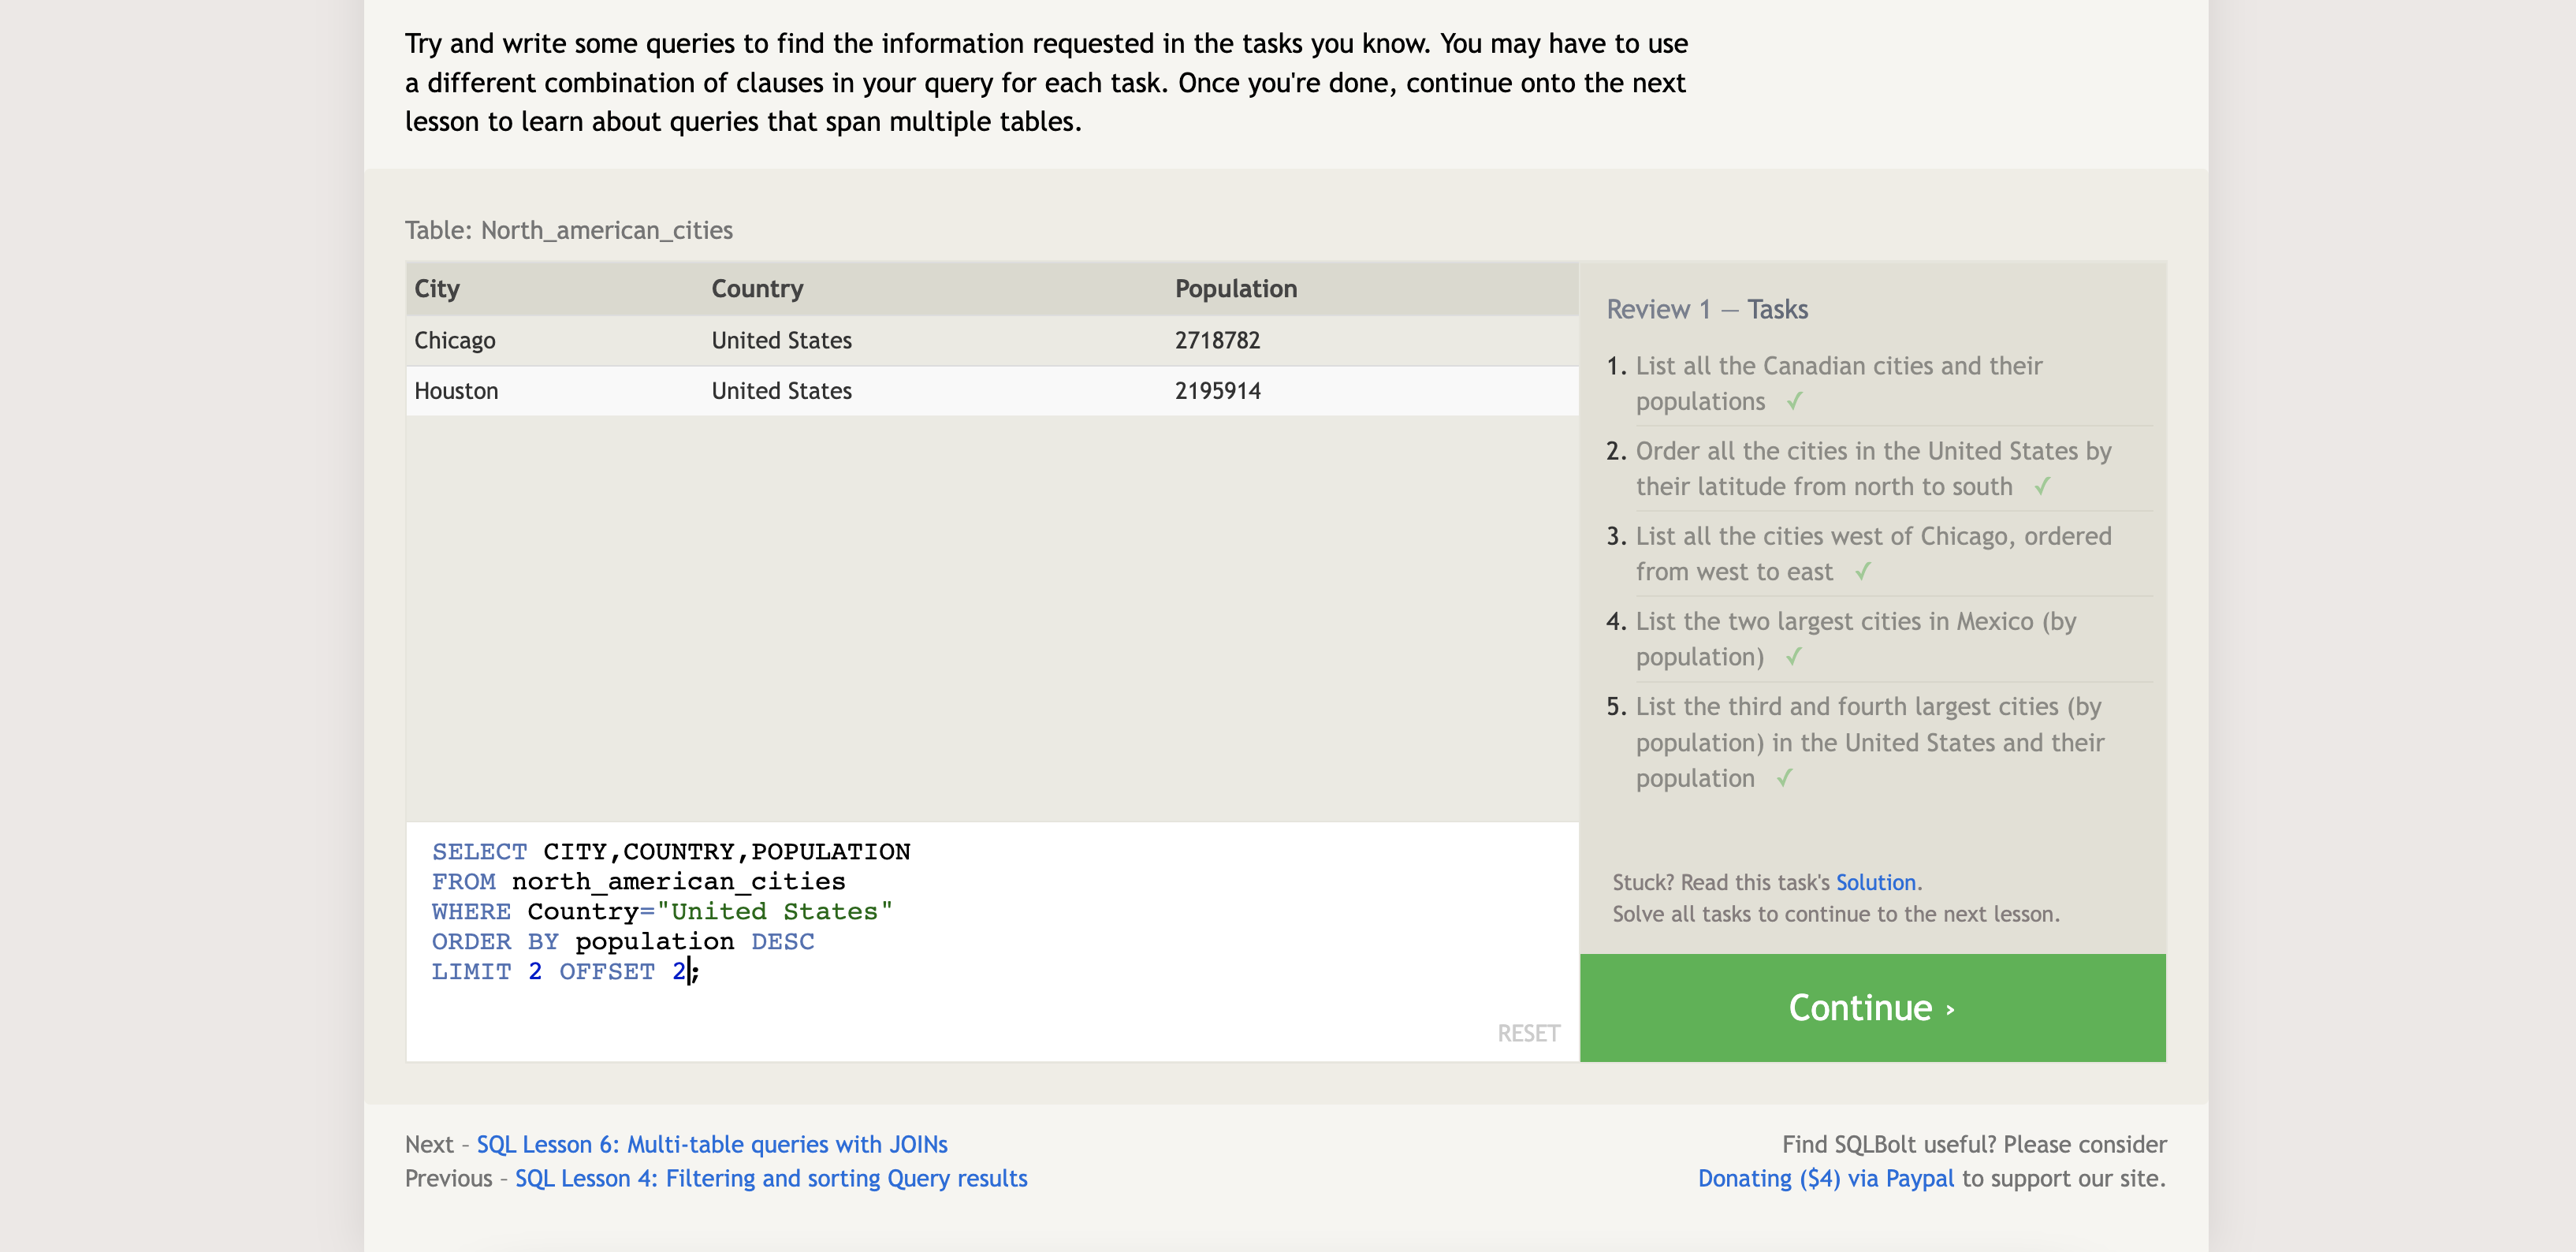 Try and write some queries to find the information requested in the tasks you know. You may have to use
a different combination of clauses in your query for each task. Once you're done, continue onto the next
lesson to learn about queries that span multiple tables.
Table: North_american_cities
City Country Population
Chicago United States 2718782
Houston United States 2195914
SELECT CITY,COUNTRY,POPULATION
FROM north_american_cities
WHERE Country="United States"
ORDER BY population DESC
LIMIT 2 OFFSET 2;
RESET
Review 1 — Tasks
1. List all the Canadian cities and their
populations ✓
2. Order all the cities in the United States by
their latitude from north to south ✓
3. List all the cities west of Chicago, ordered
from west to east ✓
4. List the two largest cities in Mexico (by
population) ✓
5. List the third and fourth largest cities (by
population) in the United States and their
population ✓
Stuck? Read this task's Solution.
Solve all tasks to continue to the next lesson.
Continue ›
Next – SQL Lesson 6: Multi-table queries with JOINs
Previous – SQL Lesson 4: Filtering and sorting Query results
Find SQLBolt useful? Please consider
Donating ($4) via Paypal to support our site.